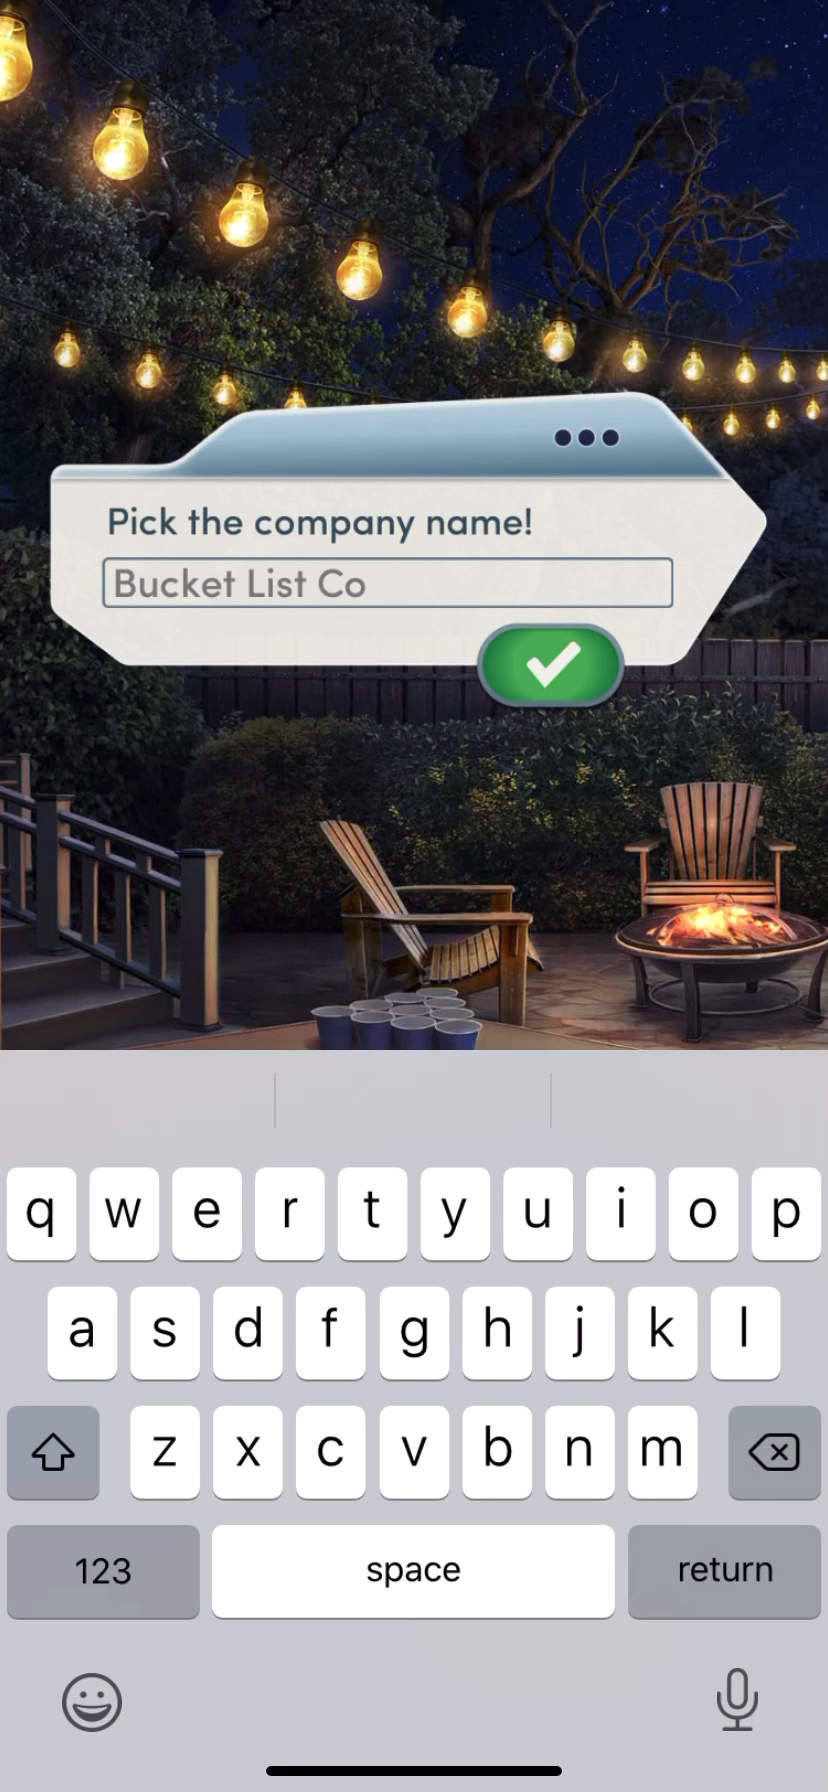 Pick the company name!
Bucket List Co
q w e r t y u i o p
a s d f g h j k l
z x c v b n m
123 space return